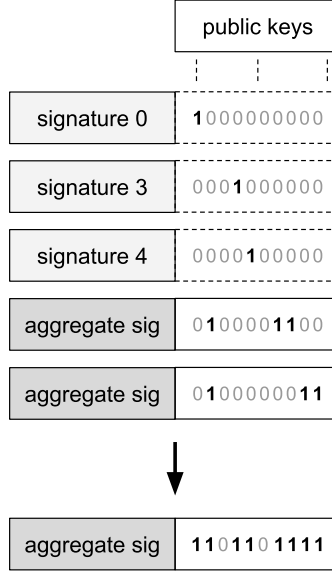 public keys
signature 0 1000000000
signature 3 0001000000
signature 4 0000100000
aggregate sig 0100001100
aggregate sig 0100000011
aggregate sig 1101101111